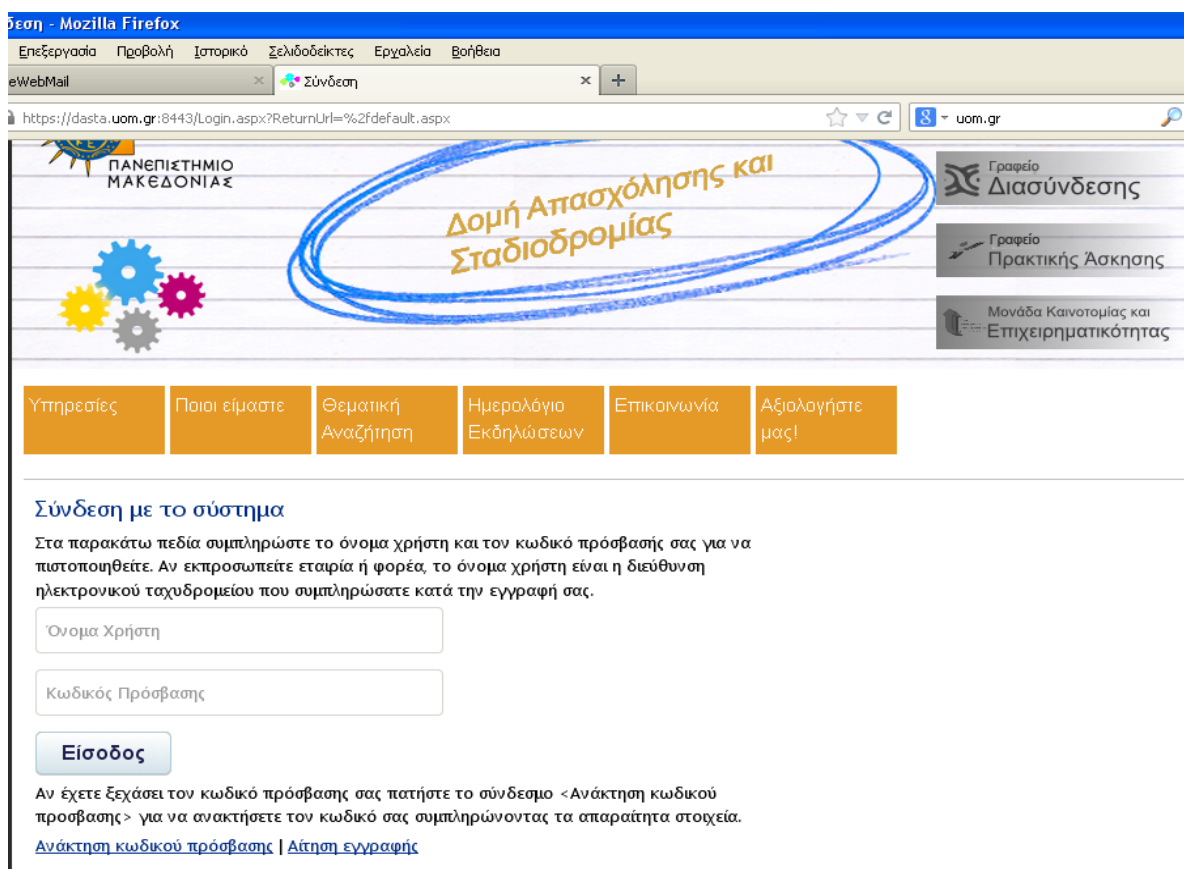 δεση - Mozilla Firefox
Επεξεργασία Προβολή Ιστορικό Σελιδοδείκτες Εργαλεία Βοήθεια
eWebMail × Σύνδεση × +
https://dasta.uom.gr:8443/Login.aspx?ReturnUrl=%2fdefault.aspx 8 uom.gr
ΠΑΝΕΠΙΣΤΗΜΙΟ
ΜΑΚΕΔΟΝΙΑΣ
Δομή Απασχόλησης και
Σταδιοδρομίας
Γραφείο
Διασύνδεσης
Γραφείο
Πρακτικής Άσκησης
Μονάδα Καινοτομίας και
Επιχειρηματικότητας
Υπηρεσίες
Ποιοι είμαστε
Θεματική
Αναζήτηση
Ημερολόγιο
Εκδηλώσεων
Επικοινωνία
Αξιολογήστε
μας!
Σύνδεση με το σύστημα
Στα παρακάτω πεδία συμπληρώστε το όνομα χρήστη και τον κωδικό πρόσβασής σας για να
πιστοποιηθείτε. Αν εκπροσωπείτε εταιρία ή φορέα, το όνομα χρήστη είναι η διεύθυνση
ηλεκτρονικού ταχυδρομείου που συμπληρώσατε κατά την εγγραφή σας.
Όνομα Χρήστη
Κωδικός Πρόσβασης
Είσοδος
Αν έχετε ξεχάσει τον κωδικό πρόσβασης σας πατήστε το σύνδεσμο <Ανάκτηση κωδικού
προσβασης> για να ανακτήσετε τον κωδικό σας συμπληρώνοντας τα απαραίτητα στοιχεία.
Ανάκτηση κωδικού πρόσβασης | Αίτηση εγγραφής